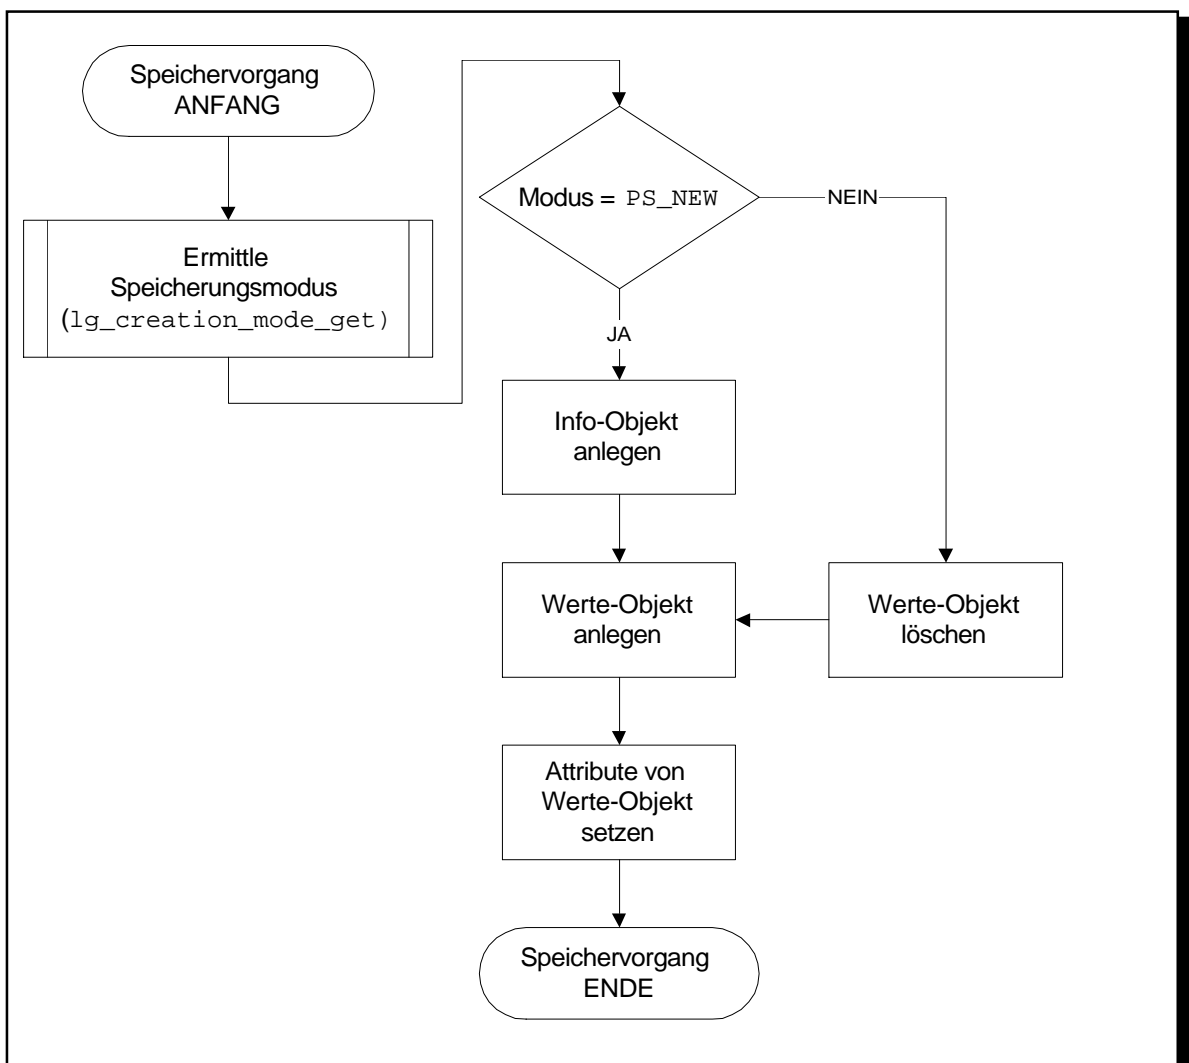 Speichervorgang
ANFANG
Ermittle
Speicherungsmodus
(lg_creation_mode_get)
Modus = PS_NEW
NEIN
JA
Info-Objekt
anlegen
Werte-Objekt
anlegen
Werte-Objekt
löschen
Attribute von
Werte-Objekt
setzen
Speichervorgang
ENDE